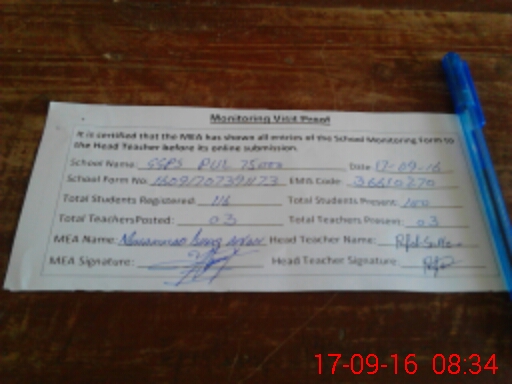 Monitoring Visit Proof
It is certified that the MEA has shown all entries of the School Monitoring Form to
the Head Teacher before its online submission.
School Name: GGPS PUL 75000 Date: 17-09-16
School Form No: EMIS Code: 36610270
Total Students Registered: 116 Total Students Present: 100
Total Teachers Posted: 03 Total Teachers Present: 03
MEA Name: Head Teacher Name:
MEA Signature: Head Teacher Signature:
17-09-16 08:34